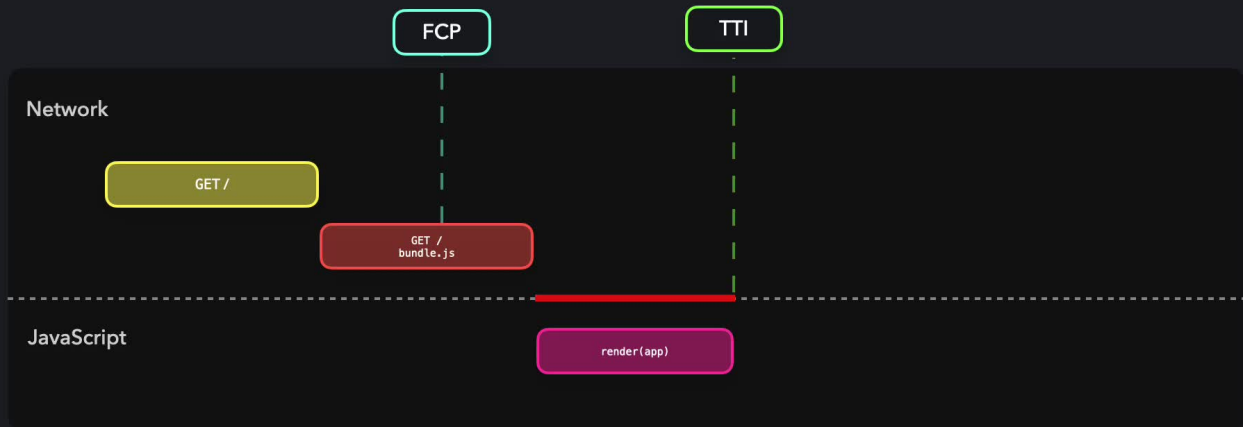 FCP
TTI
Network
GET /
GET /
bundle.js
JavaScript
render(app)